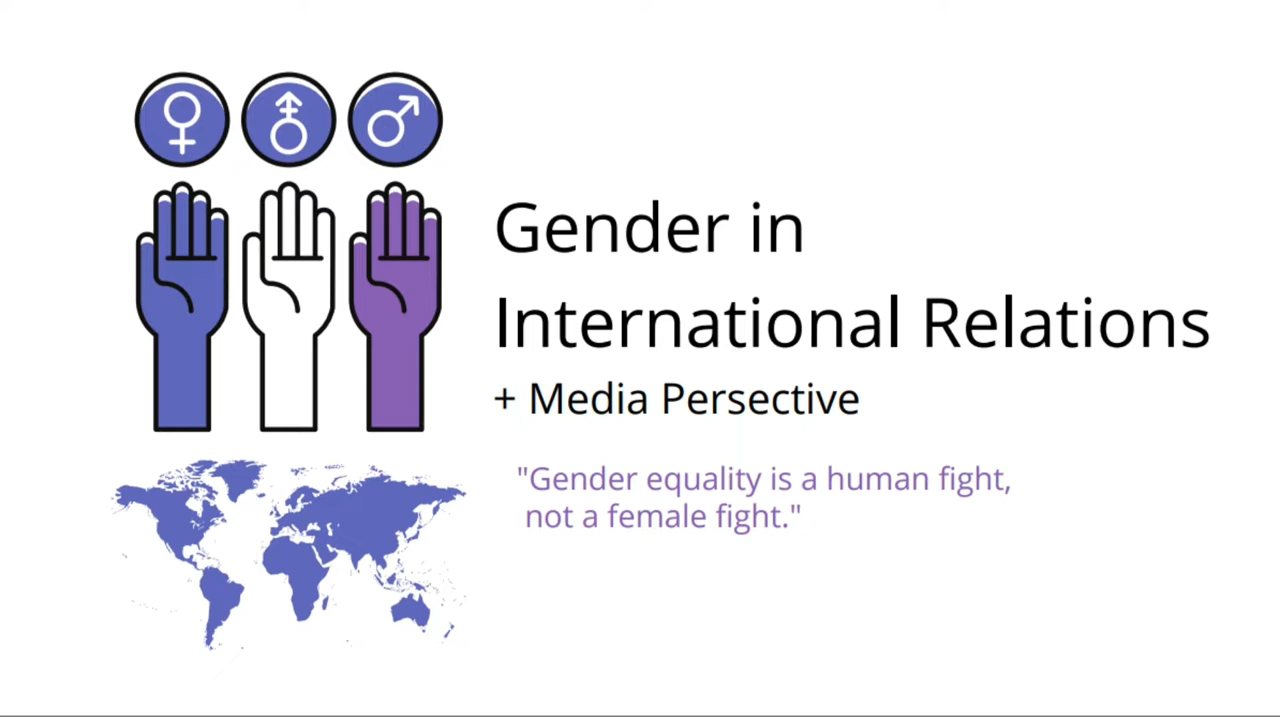 Gender in
International Relations
+ Media Persective
"Gender equality is a human fight,
not a female fight."